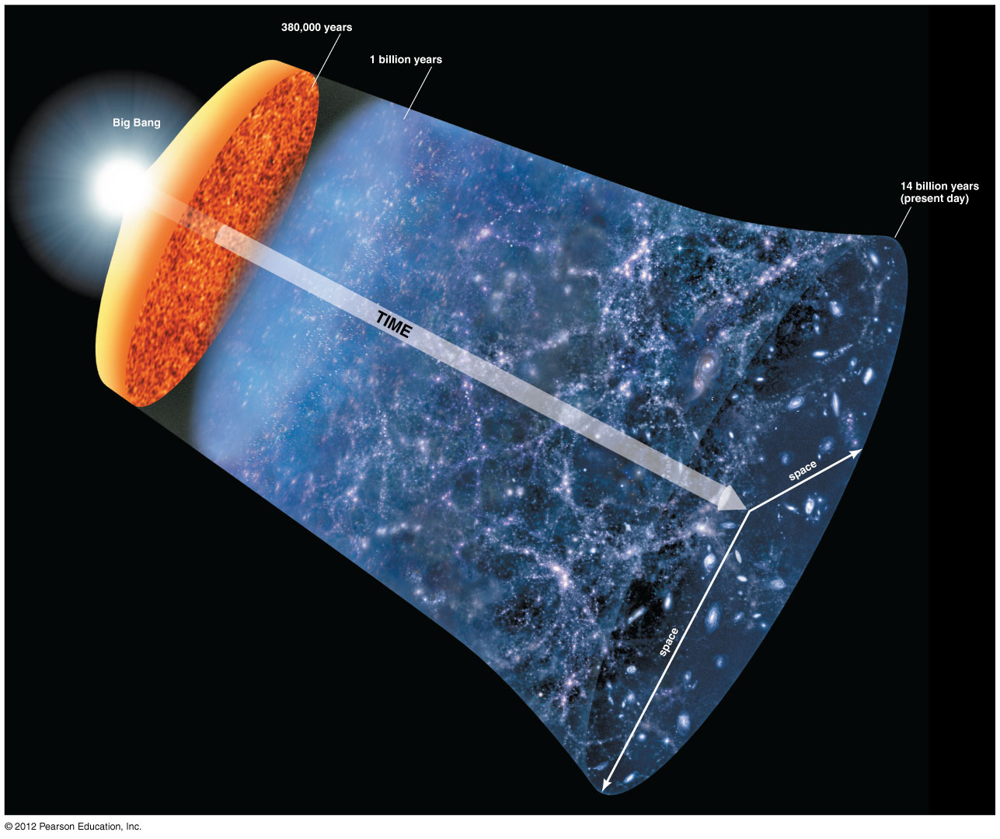 380,000 years
1 billion years
Big Bang
14 billion years
(present day)
TIME
space
space
© 2012 Pearson Education, Inc.